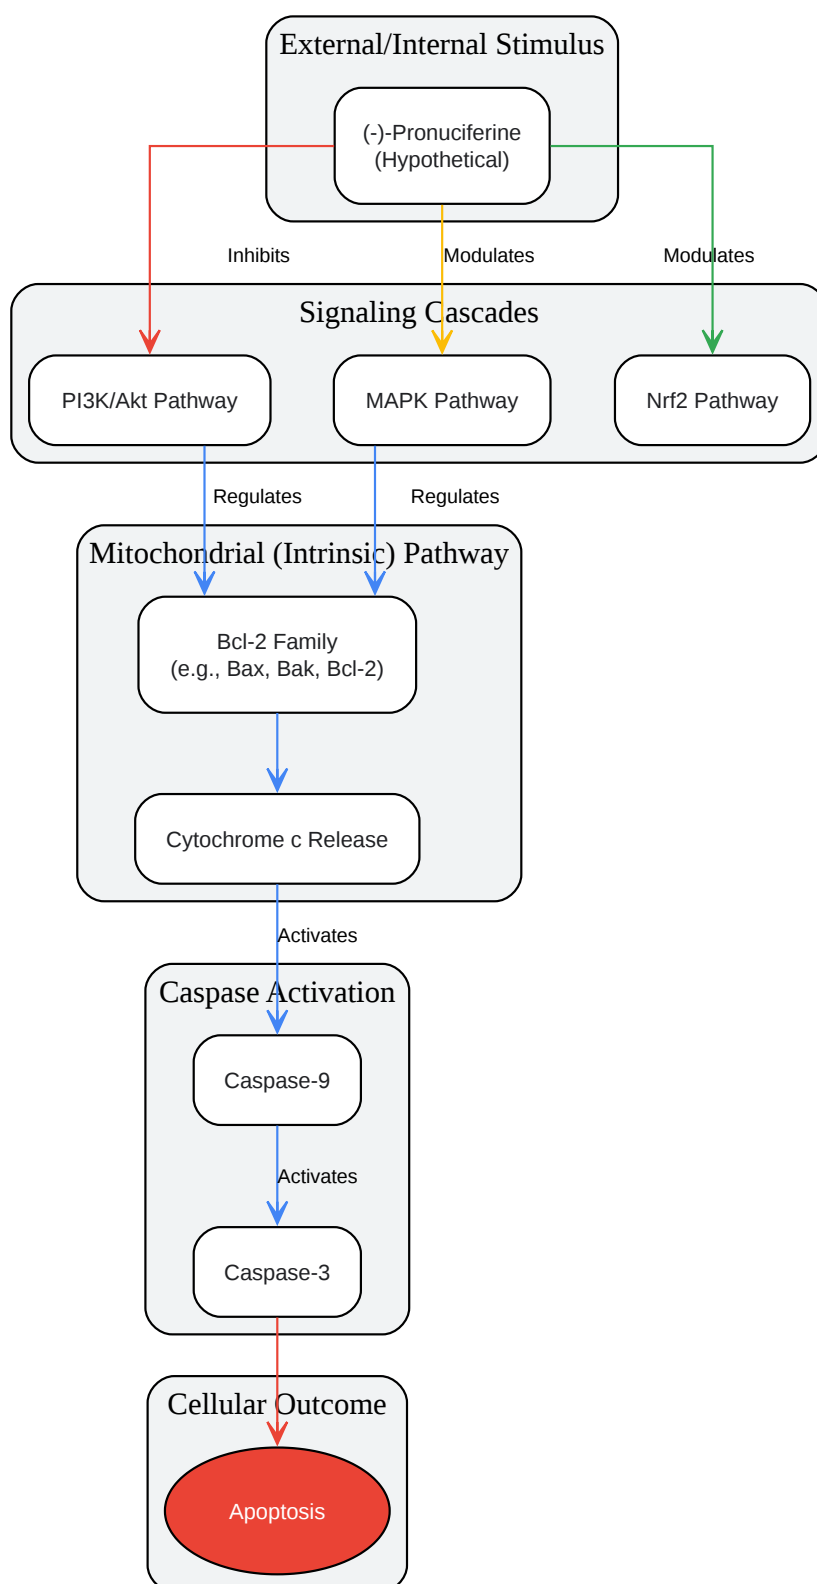 External/Internal Stimulus
(-)-Pronuciferine
(Hypothetical)
Inhibits
Modulates
Modulates
Signaling Cascades
PI3K/Akt Pathway
MAPK Pathway
Nrf2 Pathway
Regulates
Regulates
Mitochondrial (Intrinsic) Pathway
Bcl-2 Family
(e.g., Bax, Bak, Bcl-2)
Cytochrome c Release
Activates
Caspase Activation
Caspase-9
Activates
Caspase-3
Cellular Outcome
Apoptosis